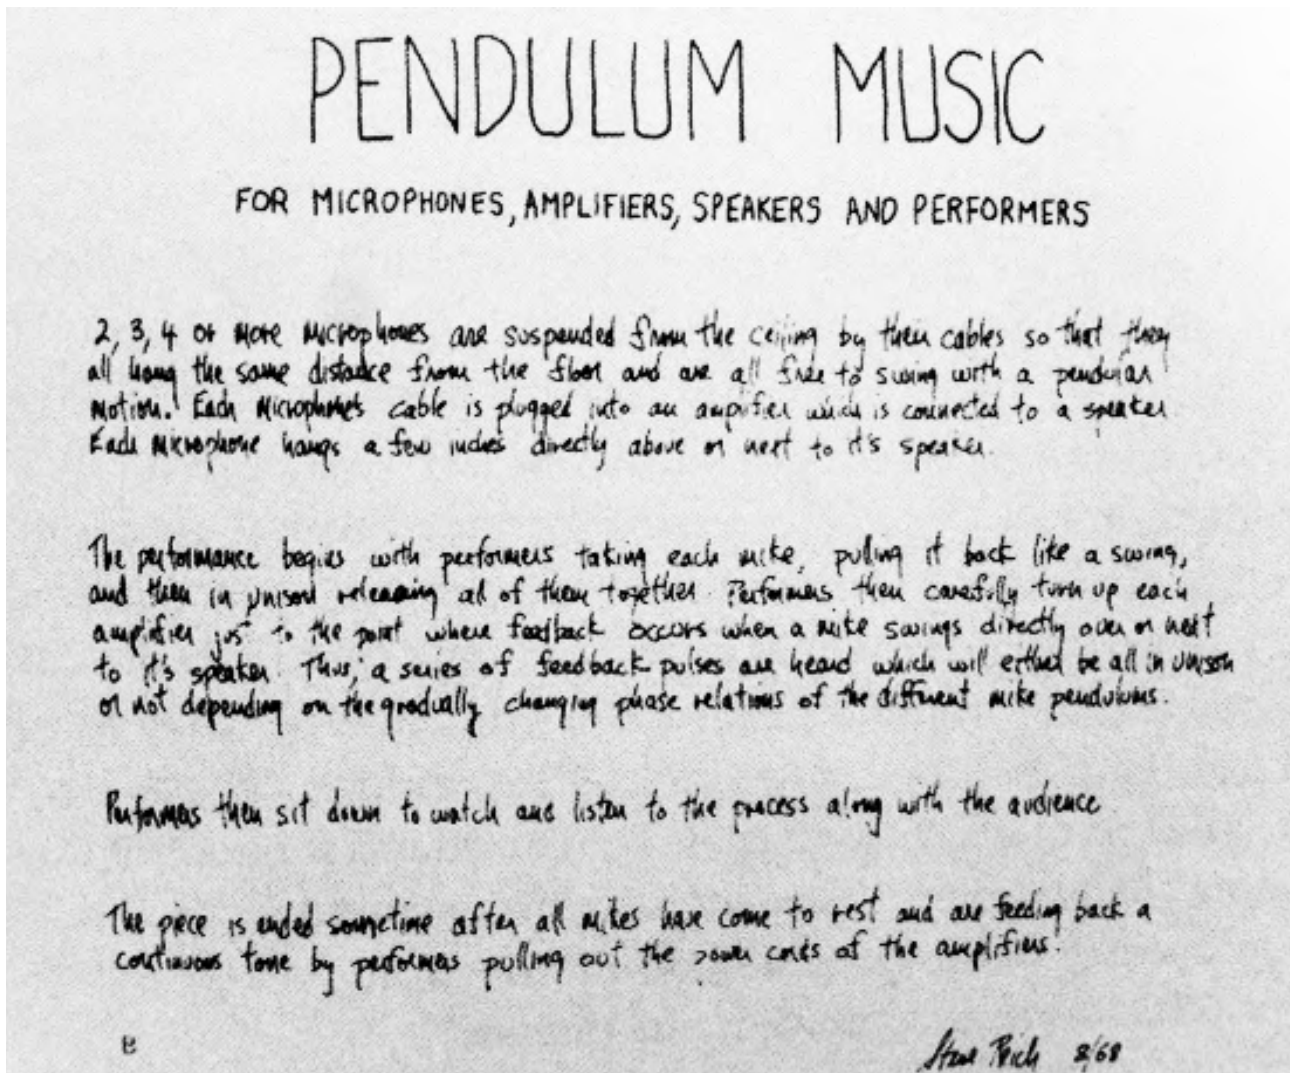 PENDULUM MUSIC
FOR MICROPHONES, AMPLIFIERS, SPEAKERS AND PERFORMERS
2, 3, 4 or more microphones are suspended from the ceiling by their cables so that they
all hang the same distance from the floor and are all free to swing with a pendular
motion. Each microphone's cable is plugged into an amplifier which is connected to a speaker.
Each microphone hangs a few inches directly above or next to it's speaker.
The performance begins with performers taking each mike, pulling it back like a swing,
and then in unison releasing all of them together. Performers then carefully turn up each
amplifier just to the point where feedback occurs when a mike swings directly over or next
to it's speaker. Thus, a series of feedback pulses are heard which will either be all in unison
or not depending on the gradually changing phase relations of the different mike pendulums.
Performers then sit down to watch and listen to the process along with the audience.
The piece is ended sometime after all mikes have come to rest and are feeding back a
continuous tone by performers pulling out the power cords of the amplifiers.
Steve Reich 8/68